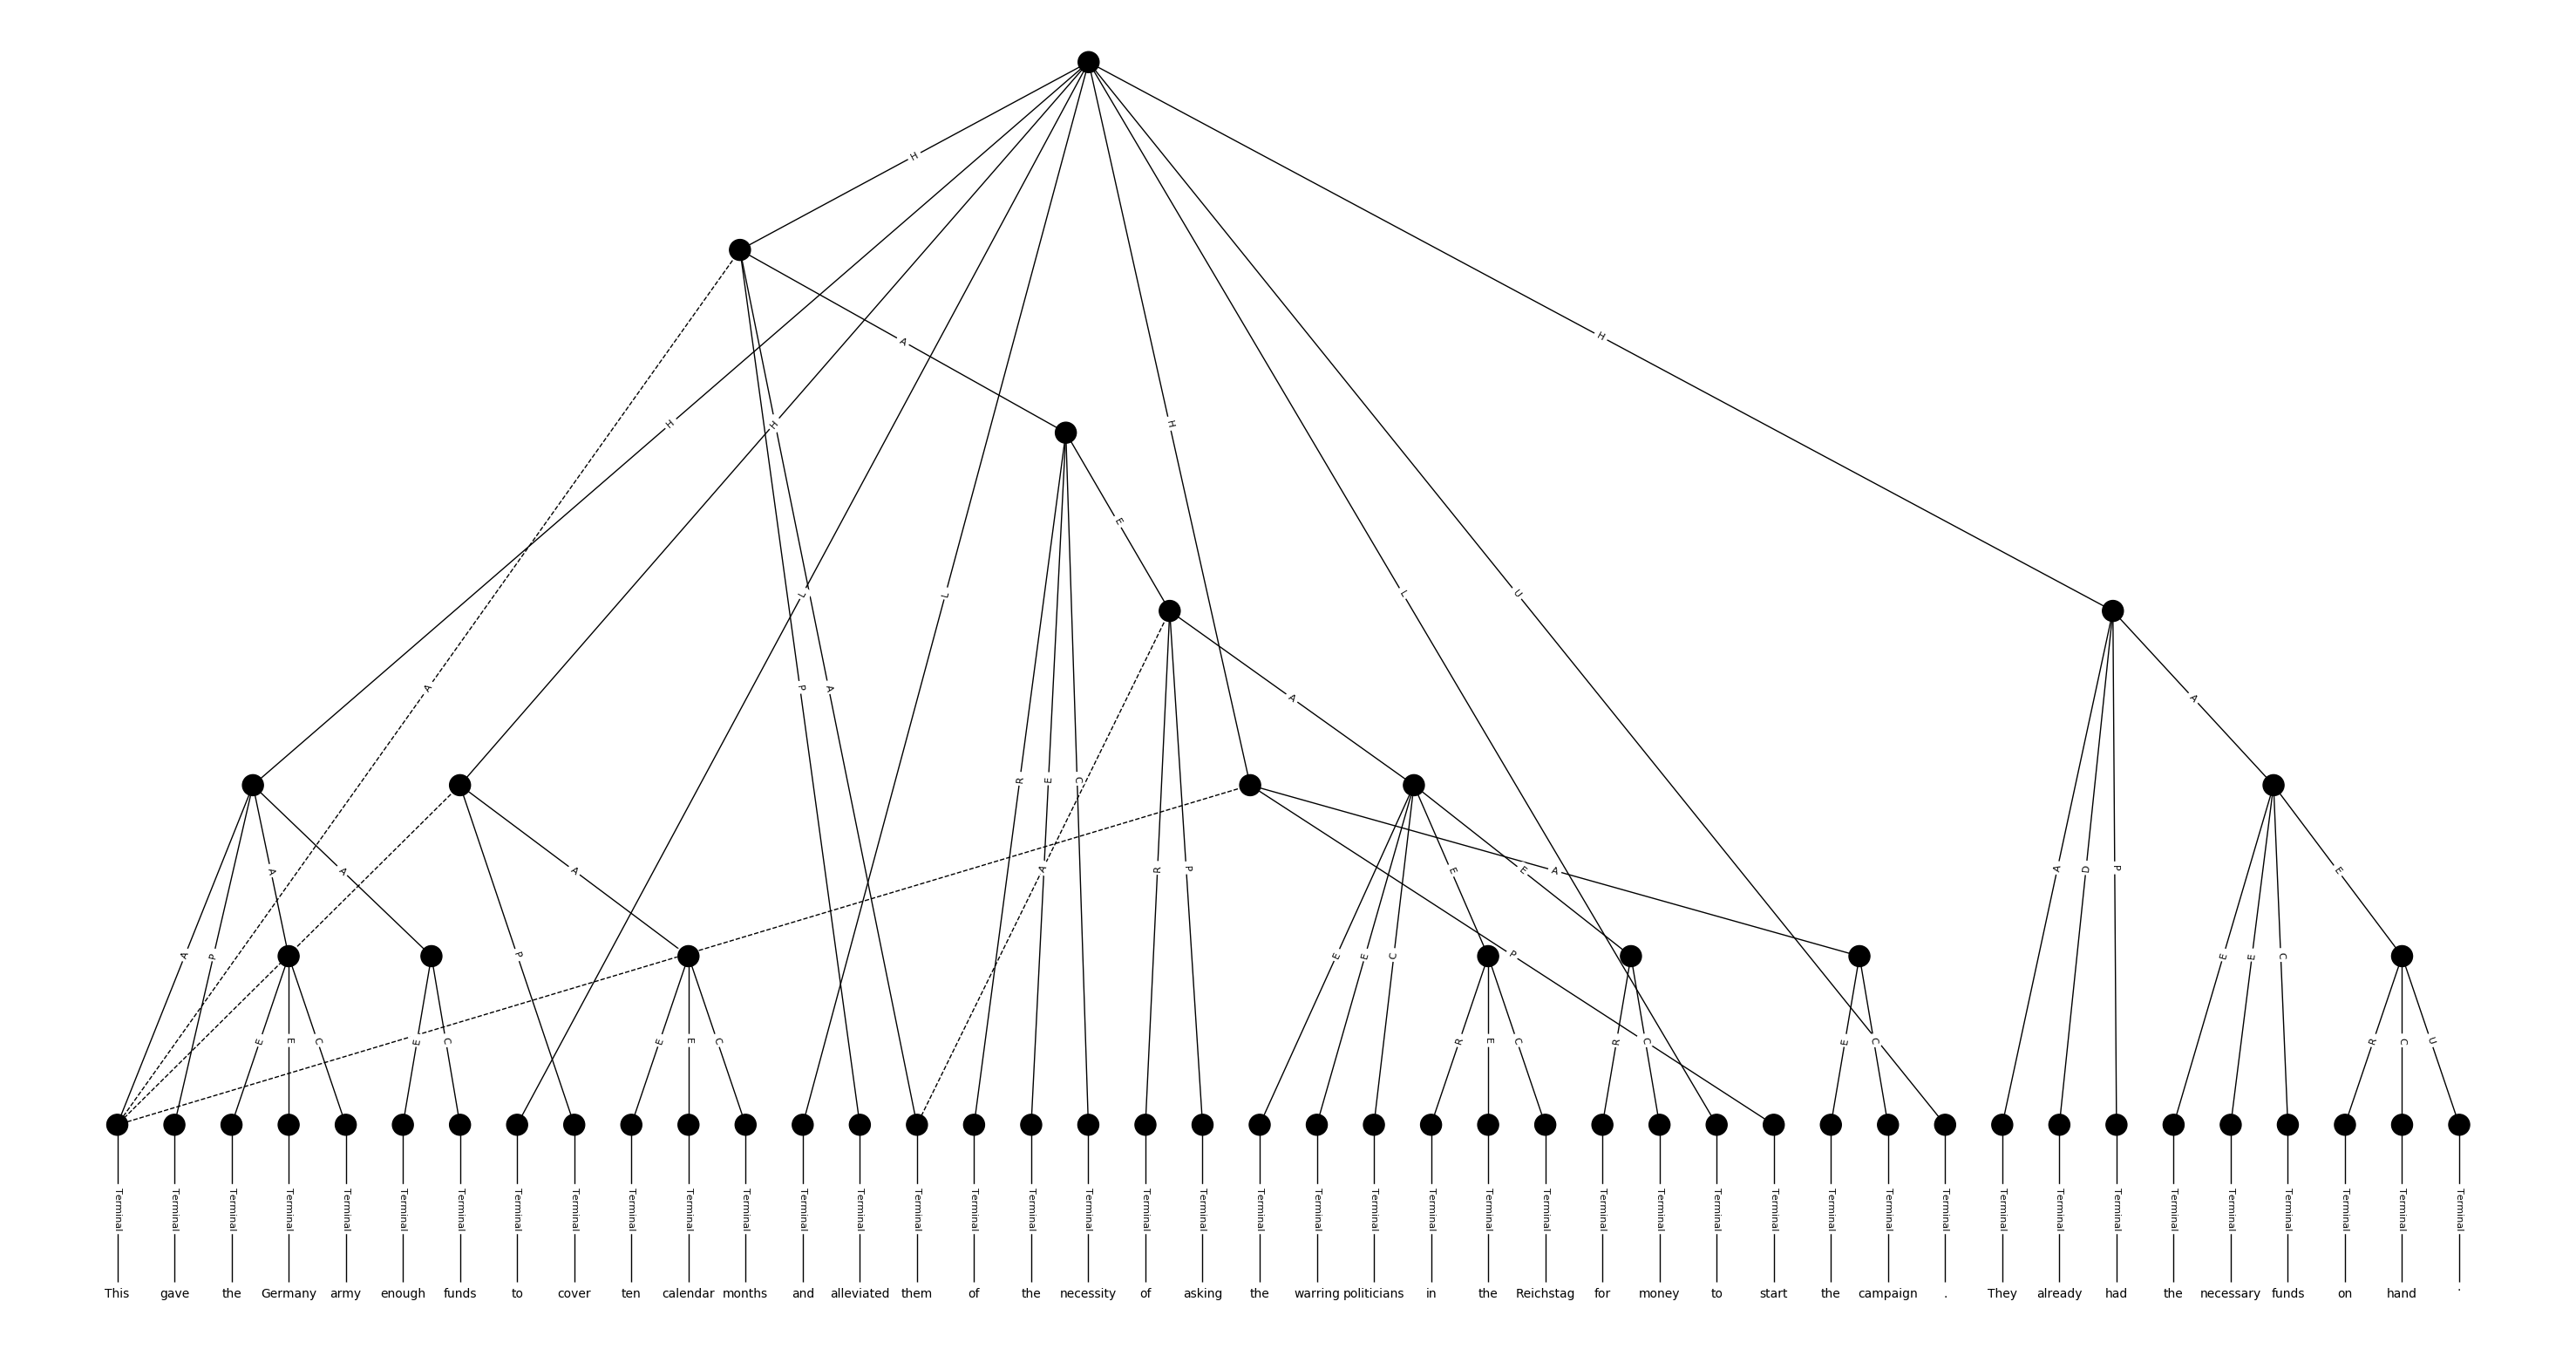 H
A
H
H
H
H
E
L
L
L
U
A
P
A
A
A
R
E
C
A
A
A
A
R
P
E
E
A
A
D
P
E
A
P
P
E
E
C
P
E
E
C
E
E
C
E
C
E
E
C
R
E
C
R
C
E
C
R
C
U
Terminal Terminal Terminal Terminal Terminal Terminal Terminal Terminal Terminal Terminal Terminal Terminal Terminal Terminal Terminal Terminal Terminal Terminal Terminal Terminal Terminal Terminal Terminal Terminal Terminal Terminal Terminal Terminal Terminal Terminal Terminal Terminal Terminal Terminal Terminal Terminal Terminal Terminal Terminal Terminal Terminal Terminal
This gave the Germany army enough funds to cover ten calendar months and alleviated them of the necessity of asking the warring politicians in the Reichstag for money to start the campaign . They already had the necessary funds on hand .